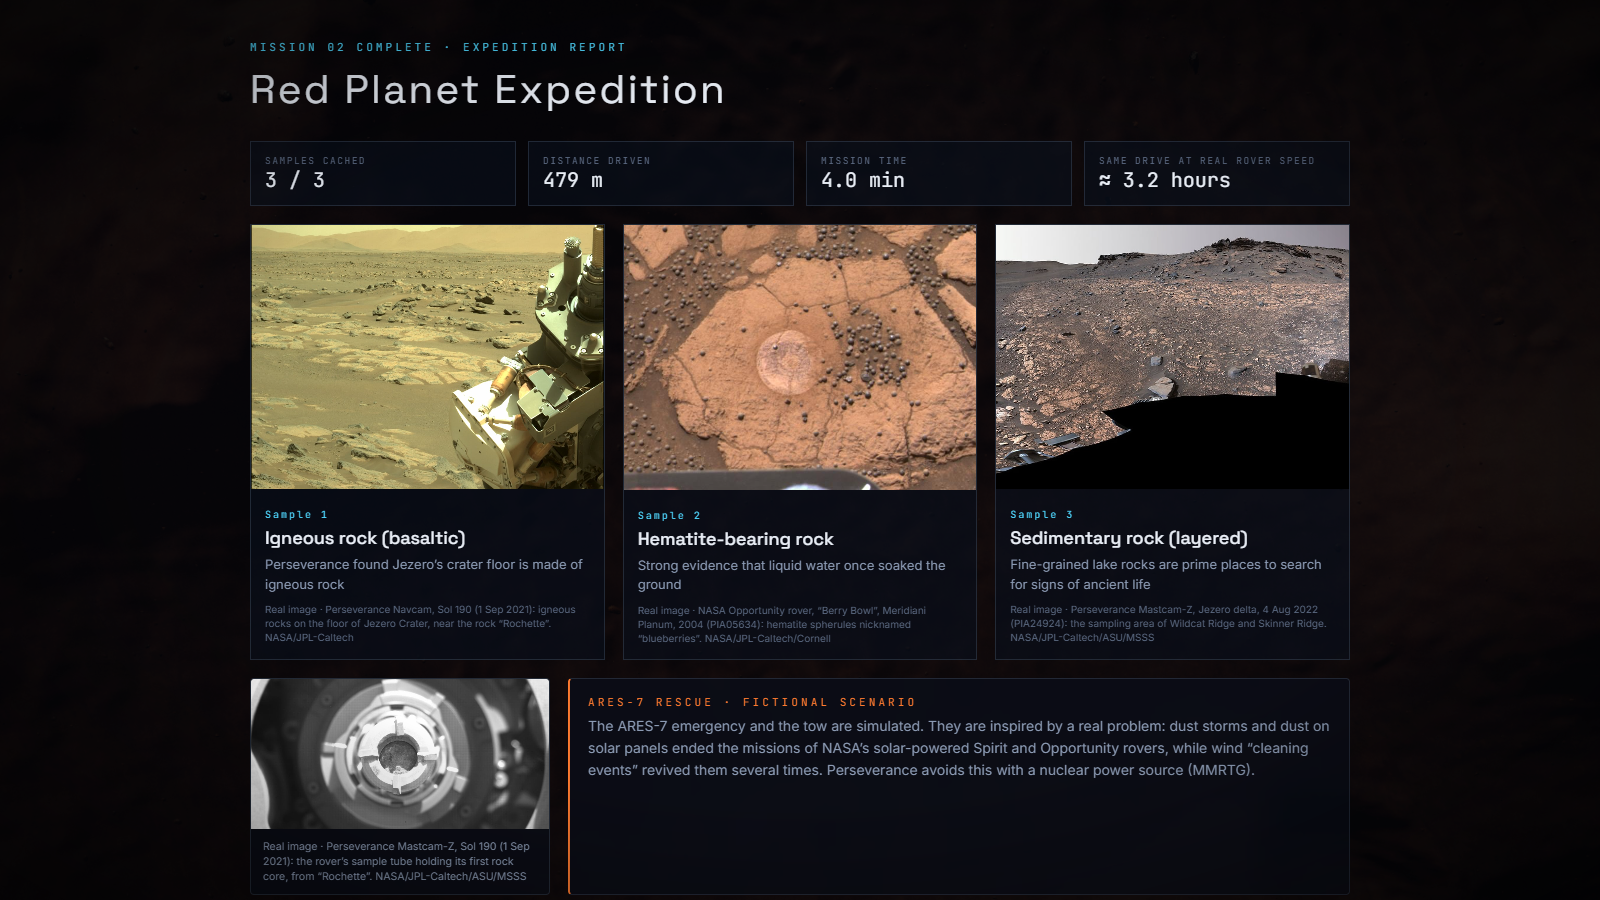 MISSION 02 COMPLETE · EXPEDITION REPORT
Red Planet Expedition
SAMPLES CACHED
3 / 3
DISTANCE DRIVEN
479 m
MISSION TIME
4.0 min
SAME DRIVE AT REAL ROVER SPEED
≈ 3.2 hours
Sample 1
Igneous rock (basaltic)
Perseverance found Jezero’s crater floor is made of
igneous rock
Real image · Perseverance Navcam, Sol 190 (1 Sep 2021): igneous
rocks on the floor of Jezero Crater, near the rock “Rochette”.
NASA/JPL-Caltech
Sample 2
Hematite-bearing rock
Strong evidence that liquid water once soaked the
ground
Real image · NASA Opportunity rover, “Berry Bowl”, Meridiani
Planum, 2004 (PIA05634): hematite spherules nicknamed
“blueberries”. NASA/JPL-Caltech/Cornell
Sample 3
Sedimentary rock (layered)
Fine-grained lake rocks are prime places to search
for signs of ancient life
Real image · Perseverance Mastcam-Z, Jezero delta, 4 Aug 2022
(PIA24924): the sampling area of Wildcat Ridge and Skinner Ridge.
NASA/JPL-Caltech/ASU/MSSS
Real image · Perseverance Mastcam-Z, Sol 190 (1 Sep
2021): the rover’s sample tube holding its first rock
core, from “Rochette”. NASA/JPL-Caltech/ASU/MSSS
ARES-7 RESCUE · FICTIONAL SCENARIO
The ARES-7 emergency and the tow are simulated. They are inspired by a real problem: dust storms and dust on
solar panels ended the missions of NASA’s solar-powered Spirit and Opportunity rovers, while wind “cleaning
events” revived them several times. Perseverance avoids this with a nuclear power source (MMRTG).